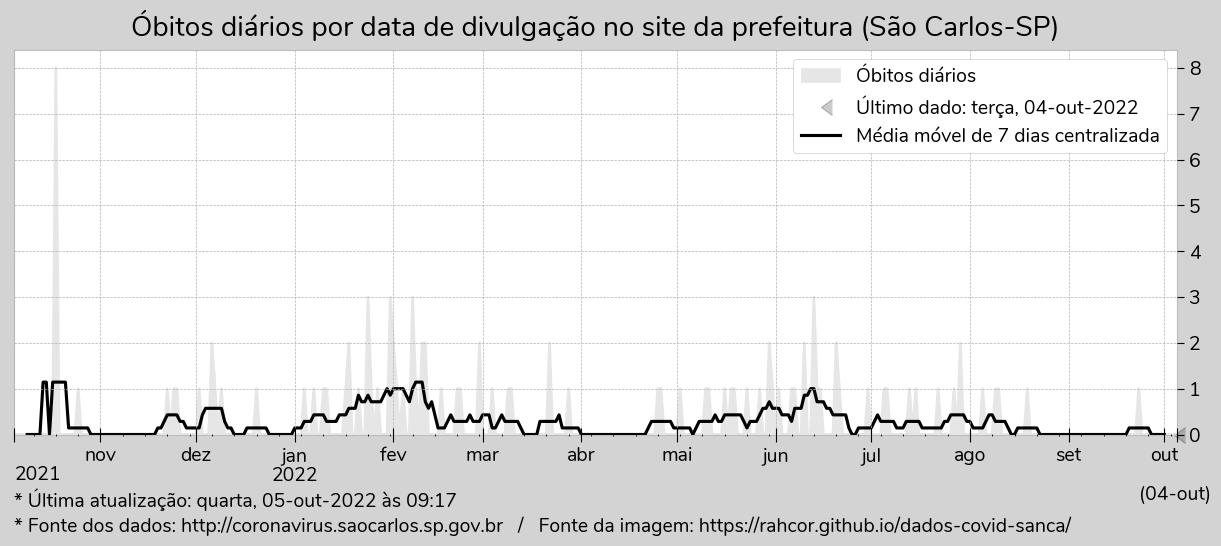 Óbitos diários por data de divulgação no site da prefeitura (São Carlos-SP)
Óbitos diários
Último dado: terça, 04-out-2022
Média móvel de 7 dias centralizada
8
7
6
5
4
3
2
1
0
nov dez jan fev mar abr mai jun jul ago set out
2021 2022
(04-out)
* Última atualização: quarta, 05-out-2022 às 09:17
* Fonte dos dados: http://coronavirus.saocarlos.sp.gov.br / Fonte da imagem: https://rahcor.github.io/dados-covid-sanca/